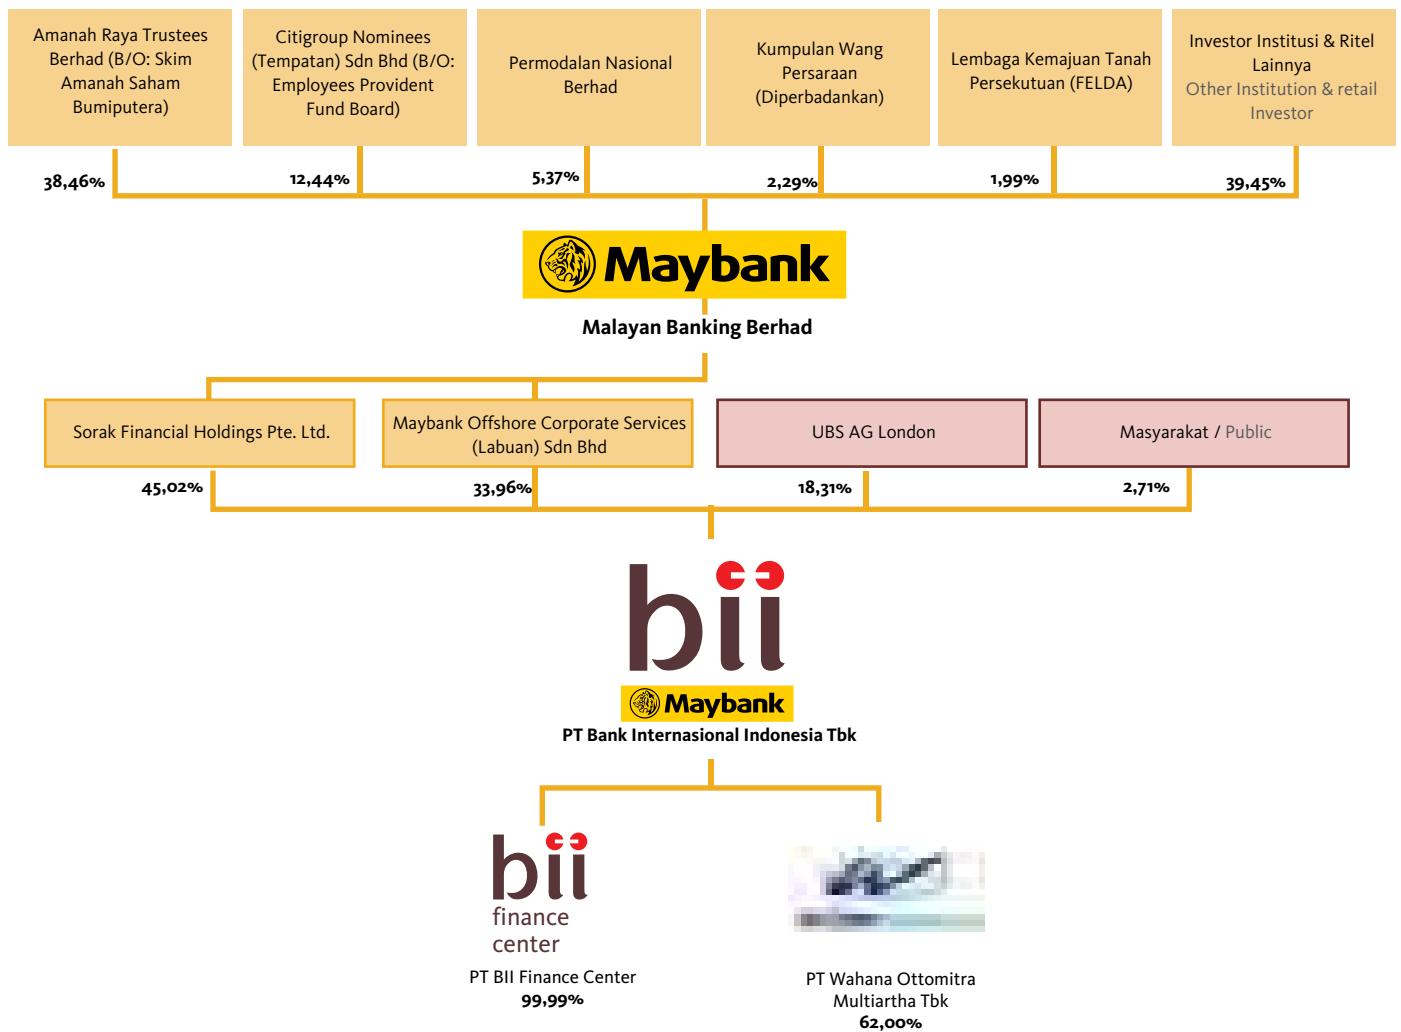 Amanah Raya Trustees
Berhad (B/O: Skim
Amanah Saham
Bumiputera)
Citigroup Nominees
(Tempatan) Sdn Bhd (B/O:
Employees Provident
Fund Board)
Permodalan Nasional
Berhad
Kumpulan Wang
Persaraan
(Diperbadankan)
Lembaga Kemajuan Tanah
Persekutuan (FELDA)
Investor Institusi & Ritel
Lainnya
Other Institution & retail
Investor
38,46%
12,44%
5,37%
2,29%
1,99%
39,45%
Maybank
Malayan Banking Berhad
Sorak Financial Holdings Pte. Ltd.
Maybank Offshore Corporate Services
(Labuan) Sdn Bhd
UBS AG London
Masyarakat / Public
45,02%
33,96%
18,31%
2,71%
bii
Maybank
PT Bank Internasional Indonesia Tbk
bii
finance
center
PT BII Finance Center
99,99%
PT Wahana Ottomitra
Multiartha Tbk
62,00%